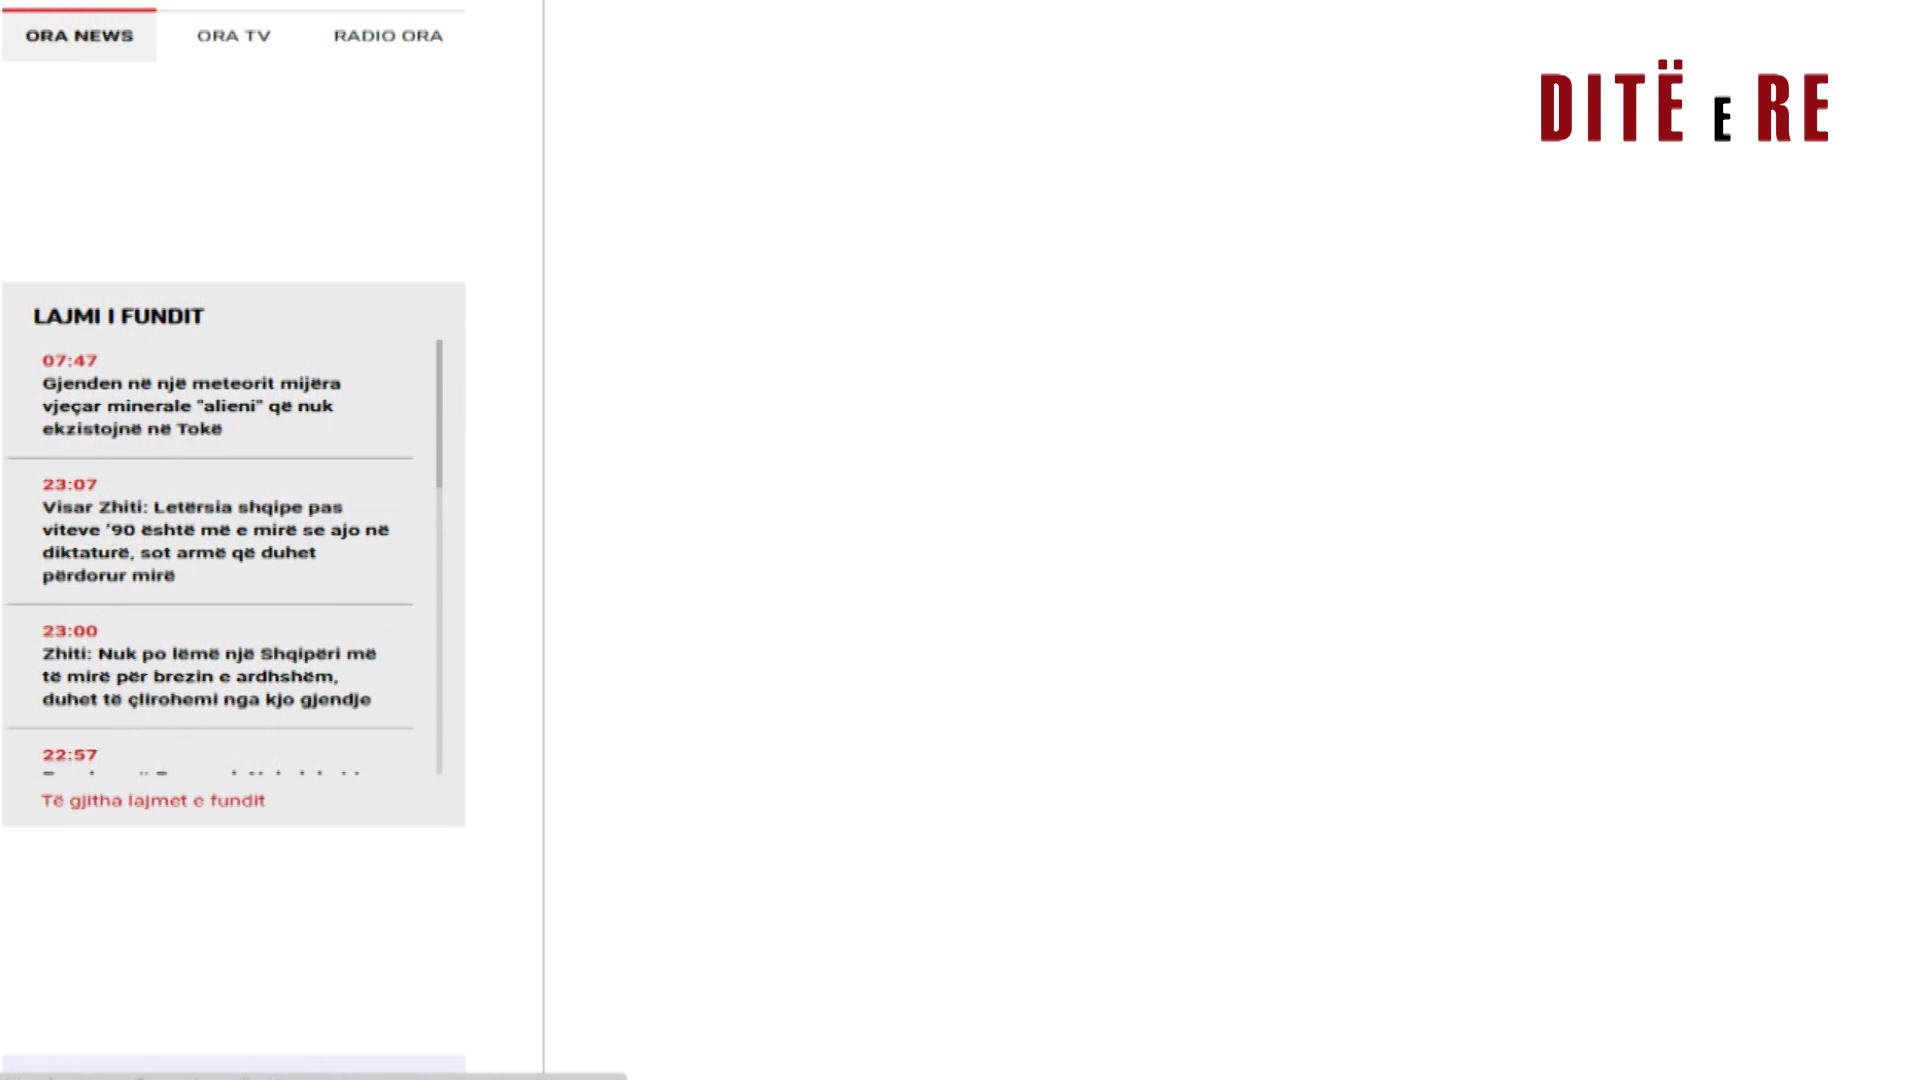 ORA NEWS
ORA TV
RADIO ORA
DITË E RE
LAJMI I FUNDIT
07:47
Gjenden në një meteorit mijëra
vjeçar minerale "alieni" që nuk
ekzistojnë në Tokë
23:07
Visar Zhiti: Letërsia shqipe pas
viteve '90 është më e mirë se ajo në
diktaturë, sot armë që duhet
përdorur mirë
23:00
Zhiti: Nuk po lëmë një Shqipëri më
të mirë për brezin e ardhshëm,
duhet të çlirohemi nga kjo gjendje
22:57
Të gjitha lajmet e fundit